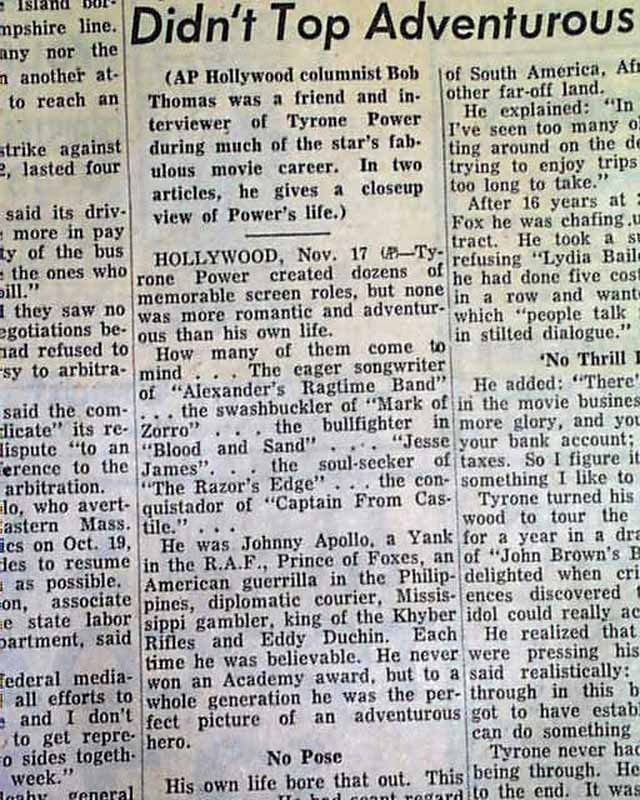 Didn't Top Adventurous
Island bor-
mpshire line.
any nor the
n another at-
to reach an
strike against
2, lasted four
said its driv-
more in pay
ty of the bus
the ones who
bill."
they saw no
egotiations be-
had refused to
rsy to arbitra-
said the com-
dicate" its re-
dispute "to an
ference to the
arbitration.
lo, who avert-
Eastern Mass.
ics on Oct. 19,
des to resume
as possible.
on, associate
e state labor
partment, said
federal media-
all efforts to
and I don't
to get repre-
o sides togeth-
week."
general
(AP Hollywood columnist Bob
Thomas was a friend and in-
terviewer of Tyrone Power
during much of the star's fab-
ulous movie career. In two
articles, he gives a closeup
view of Power's life.)
HOLLYWOOD, Nov. 17 (AP)—Ty-
rone Power created dozens of
memorable screen roles, but none
was more romantic and adventur-
ous than his own life.
How many of them come to
mind . . . The eager songwriter
of "Alexander's Ragtime Band"
. . . the swashbuckler of "Mark of
Zorro" . . . the bullfighter in
"Blood and Sand" . . . "Jesse
James". . . the soul-seeker of
"The Razor's Edge" . . . the con-
quistador of "Captain From Cas-
tile." . . .
He was Johnny Apollo, a Yank
in the R.A.F., Prince of Foxes, an
American guerrilla in the Philip-
pines, diplomatic courier, Missis-
sippi gambler, king of the Khyber
Rifles and Eddy Duchin. Each
time he was believable. He never
won an Academy award, but to a
whole generation he was the per-
fect picture of an adventurous
hero.
No Pose
His own life bore that out. This
He had scant regard
of South America, Afr
other far-off land.
He explained: "In
I've seen too many o
ting around on the de
trying to enjoy trips
too long to take."
After 16 years at
Fox he was chafing u
tract. He took a su
refusing "Lydia Baile
he had done five cost
in a row and want
which "people talk
in stilted dialogue."
'No Thrill
He added: "There'
in the movie busines
more glory, and you
your bank account;
taxes. So I figure it
something I like to
Tyrone turned his
wood to tour the
for a year in a dra
of "John Brown's B
delighted when cri
ences discovered t
idol could really ac
He realized that
were pressing his
said realistically:
through in this b
got to have estab
can do something
Tyrone never had
being through. He
to the end. It was